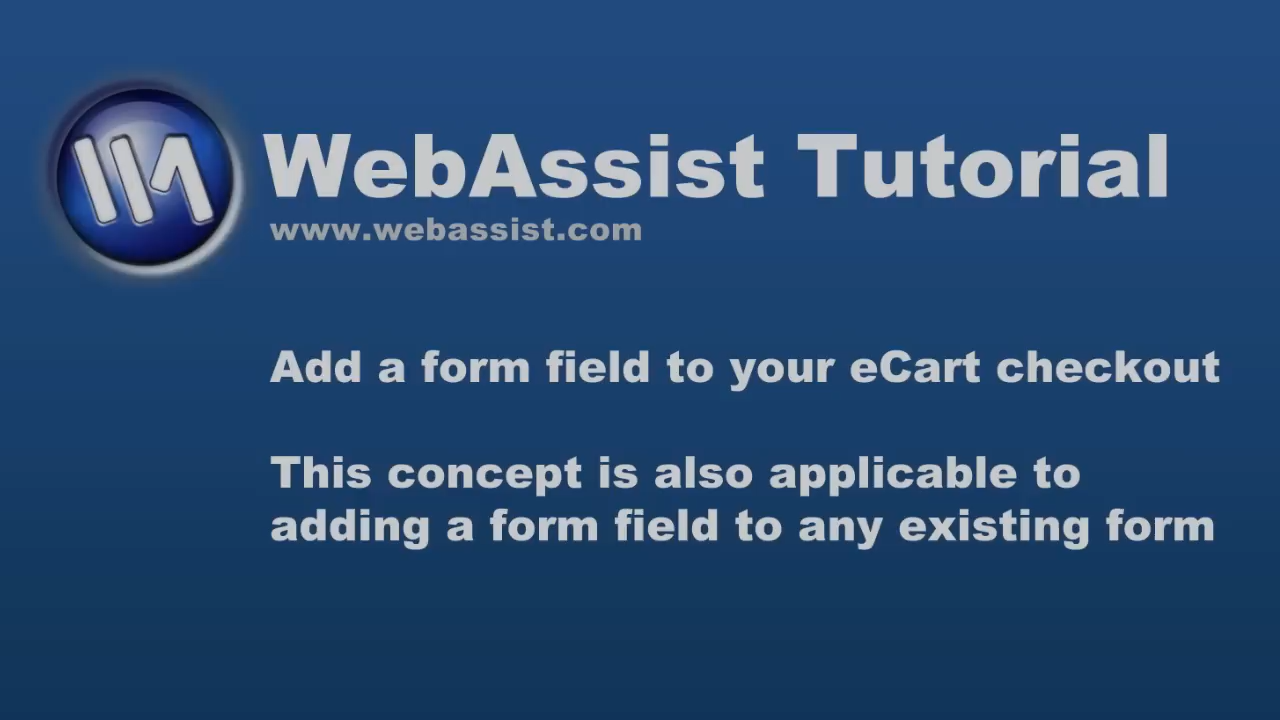 WebAssist Tutorial
www.webassist.com
Add a form field to your eCart checkout
This concept is also applicable to
adding a form field to any existing form